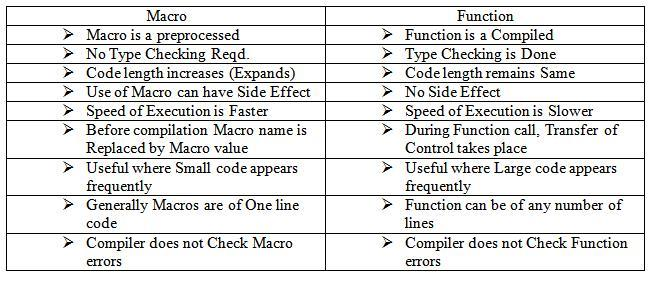 Macro
Function
➢ Macro is a preprocessed
➢ Function is a Compiled
➢ No Type Checking Reqd.
➢ Type Checking is Done
➢ Code length increases (Expands)
➢ Code length remains Same
➢ Use of Macro can have Side Effect
➢ No Side Effect
➢ Speed of Execution is Faster
➢ Speed of Execution is Slower
➢ Before compilation Macro name is
Replaced by Macro value
➢ During Function call, Transfer of
Control takes place
➢ Useful where Small code appears
frequently
➢ Useful where Large code appears
frequently
➢ Generally Macros are of One line
code
➢ Function can be of any number of
lines
➢ Compiler does not Check Macro
errors
➢ Compiler does not Check Function
errors